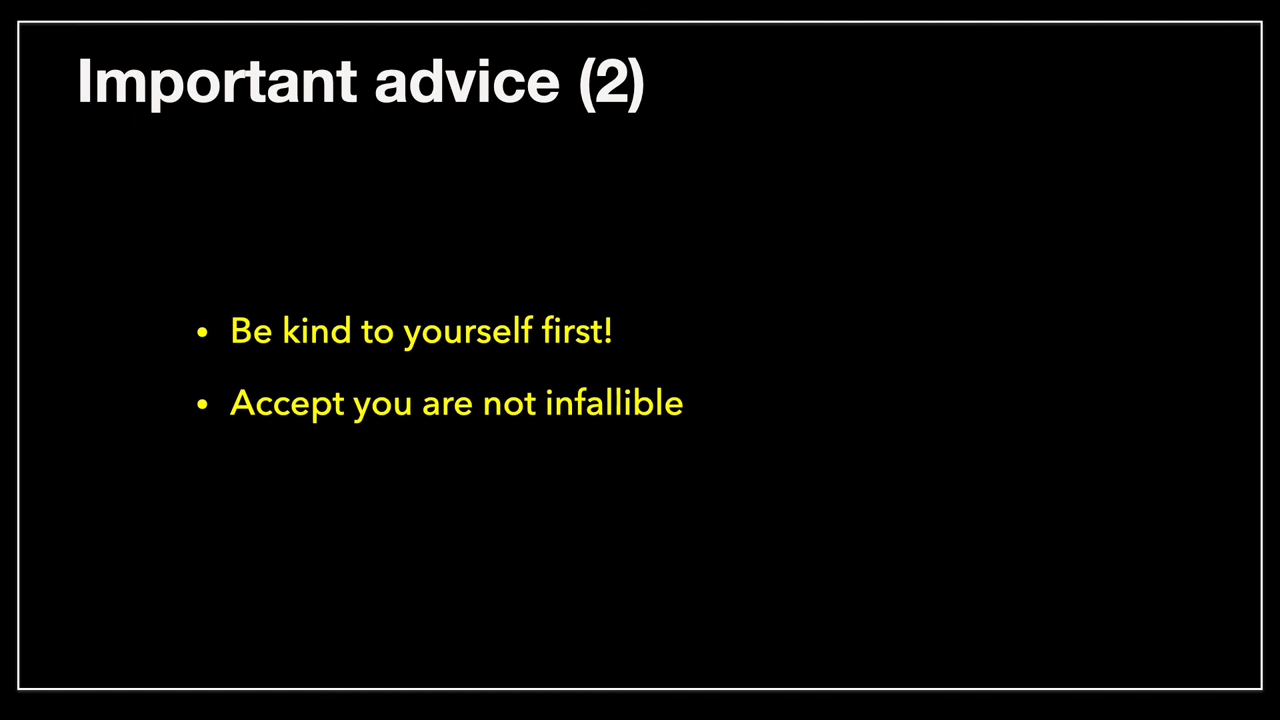 Important advice (2)
• Be kind to yourself first!
• Accept you are not infallible